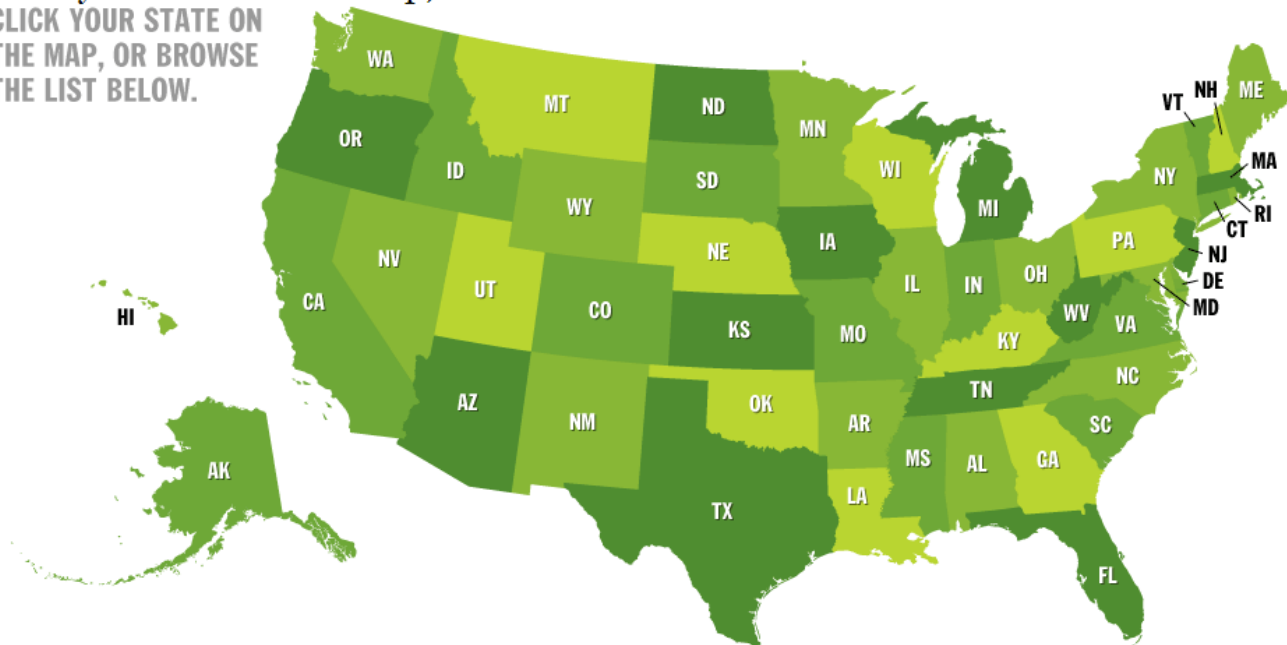 CLICK YOUR STATE ON
THE MAP, OR BROWSE
THE LIST BELOW.
WA
MT
ND
MN
OR
ID
SD
WI
WY
MI
NV
UT
NE
IA
CA
CO
KS
IL
IN
OH
MO
KY
WV
VA
PA
NY
VT
NH
ME
MA
RI
CT
NJ
DE
MD
HI
AZ
NM
OK
AR
TN
NC
SC
MS
AL
GA
LA
TX
FL
AK